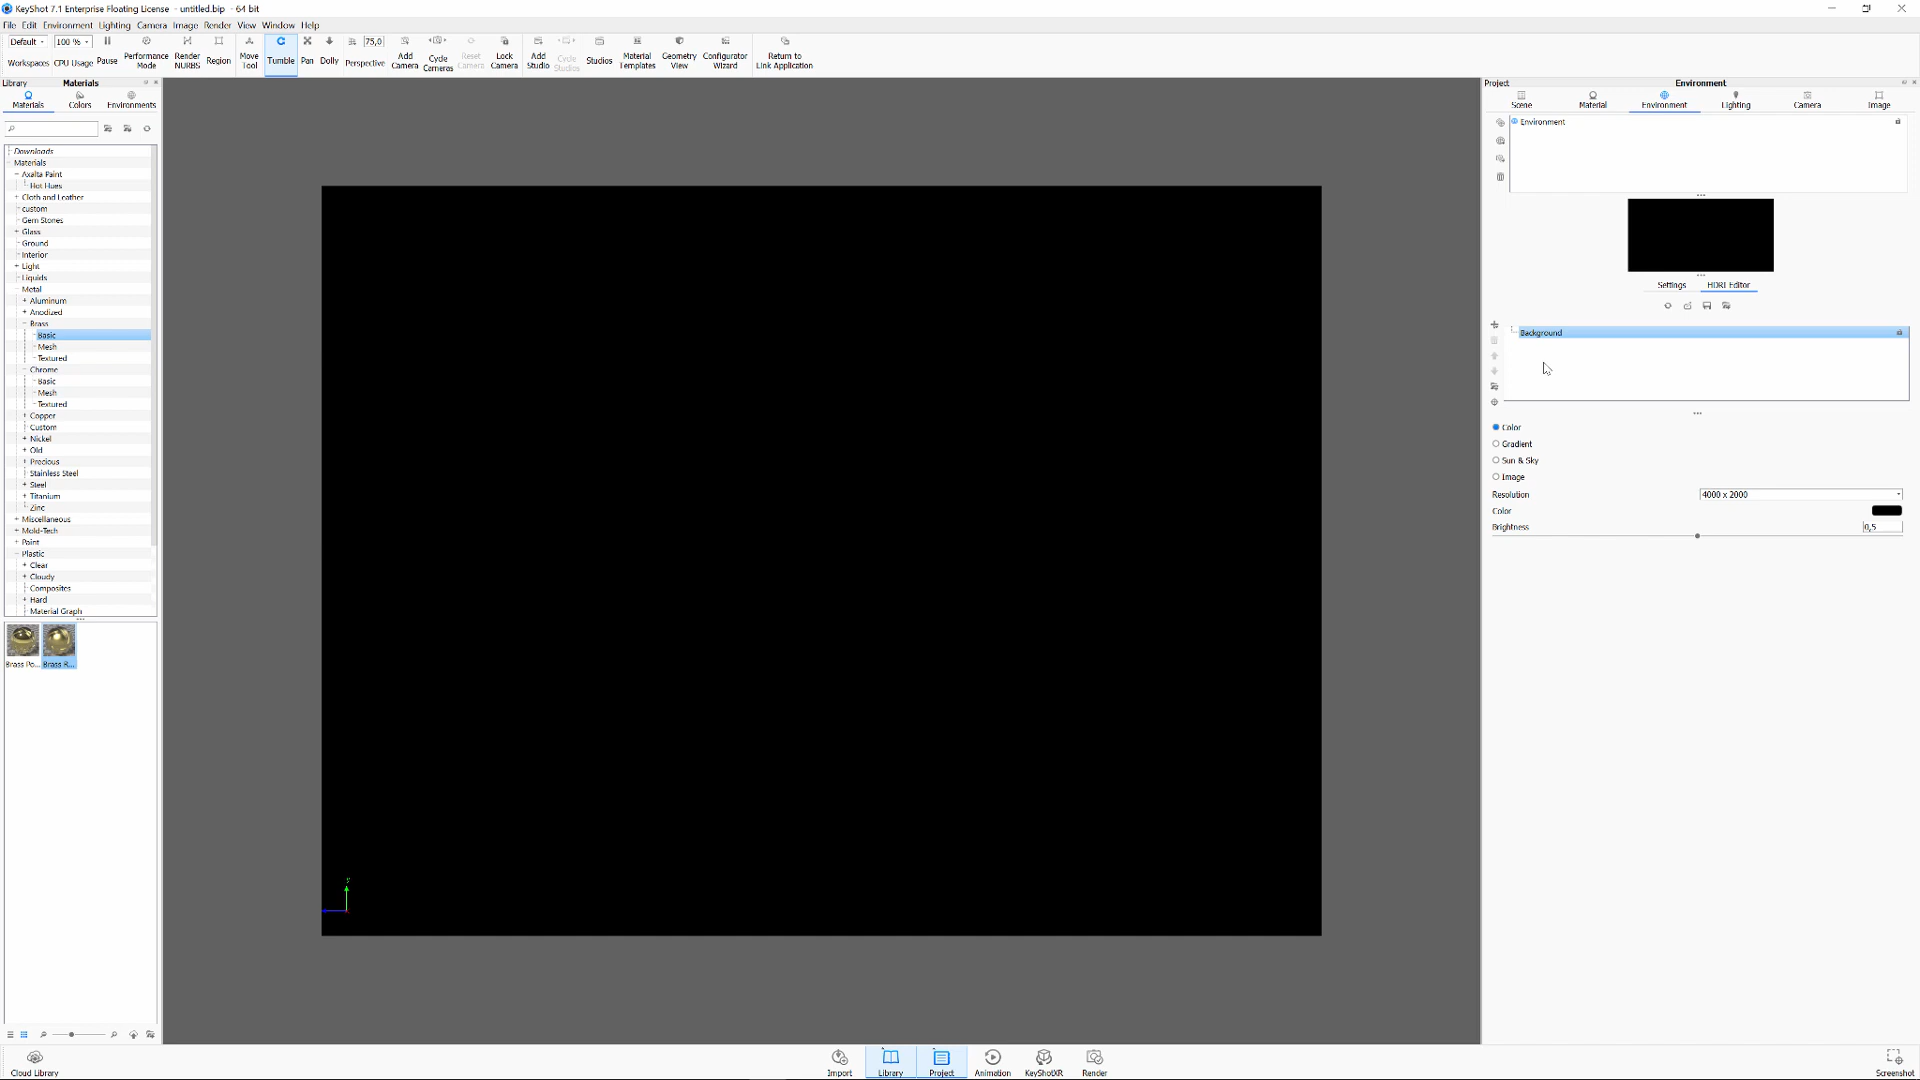 KeyShot 7.1 Enterprise Floating License - untitled.bip - 64 bit
File Edit Environment Lighting Camera Image Render View Window Help
Default 100 % 75,0
Workspaces CPU Usage Pause Performance Mode Render NURBS Region Move Tool Tumble Pan Dolly Perspective Add Camera Cycle Cameras Reset Camera Lock Camera Add Studio Cycle Studios Studios Material Templates Geometry View Configurator Wizard Return to Link Application
Library Materials
Materials Colors Environments
Downloads
Materials
Axalta Paint
Hot Hues
Cloth and Leather
custom
Gem Stones
Glass
Ground
Interior
Light
Liquids
Metal
Aluminum
Anodized
Brass
Basic
Mesh
Textured
Chrome
Basic
Mesh
Textured
Copper
Custom
Nickel
Old
Precious
Stainless Steel
Steel
Titanium
Zinc
Miscellaneous
Mold-Tech
Paint
Plastic
Clear
Cloudy
Composites
Hard
Material Graph
Brass Po... Brass R...
Cloud Library
y
Import Library Project Animation KeyShotXR Render
Project Environment
Scene Material Environment Lighting Camera Image
Environment
Settings HDRI Editor
Background
Color
Gradient
Sun & Sky
Image
Resolution 4000 x 2000
Color
Brightness 0,5
Screenshot